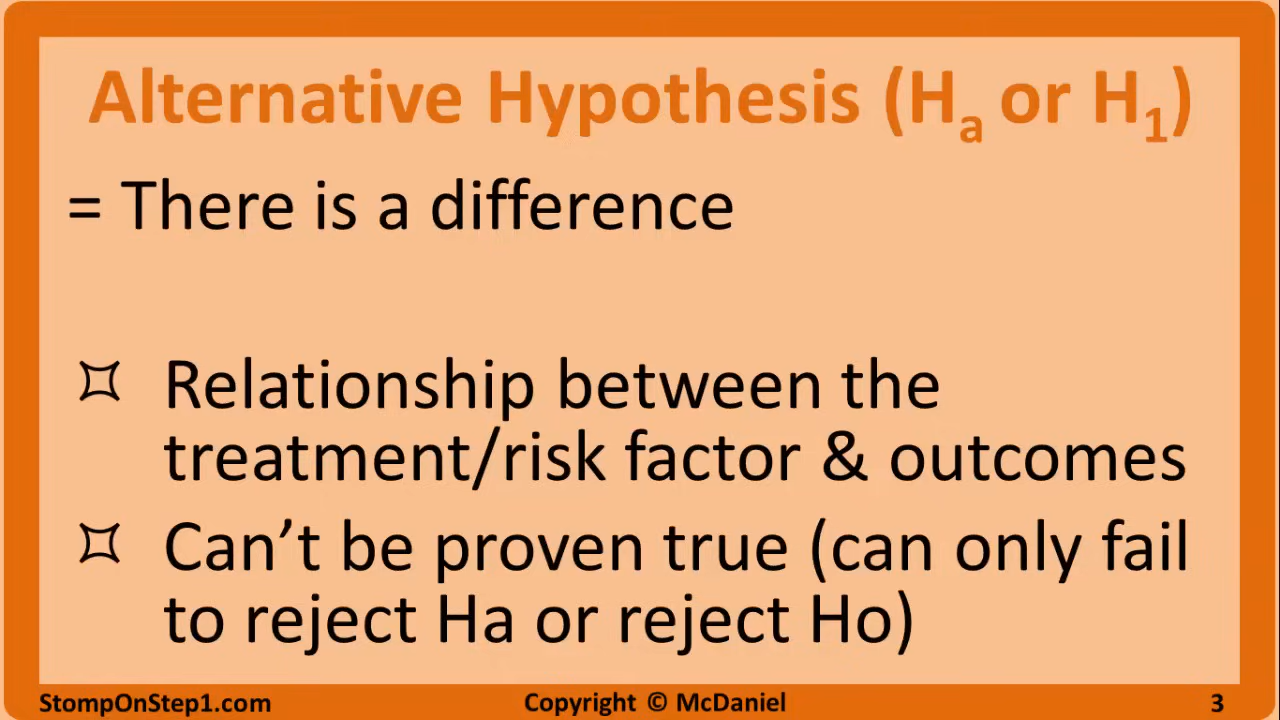 Alternative Hypothesis (Ha or H1)
= There is a difference
¤ Relationship between the
treatment/risk factor & outcomes
¤ Can't be proven true (can only fail
to reject Ha or reject Ho)
StompOnStep1.com Copyright © McDaniel 3